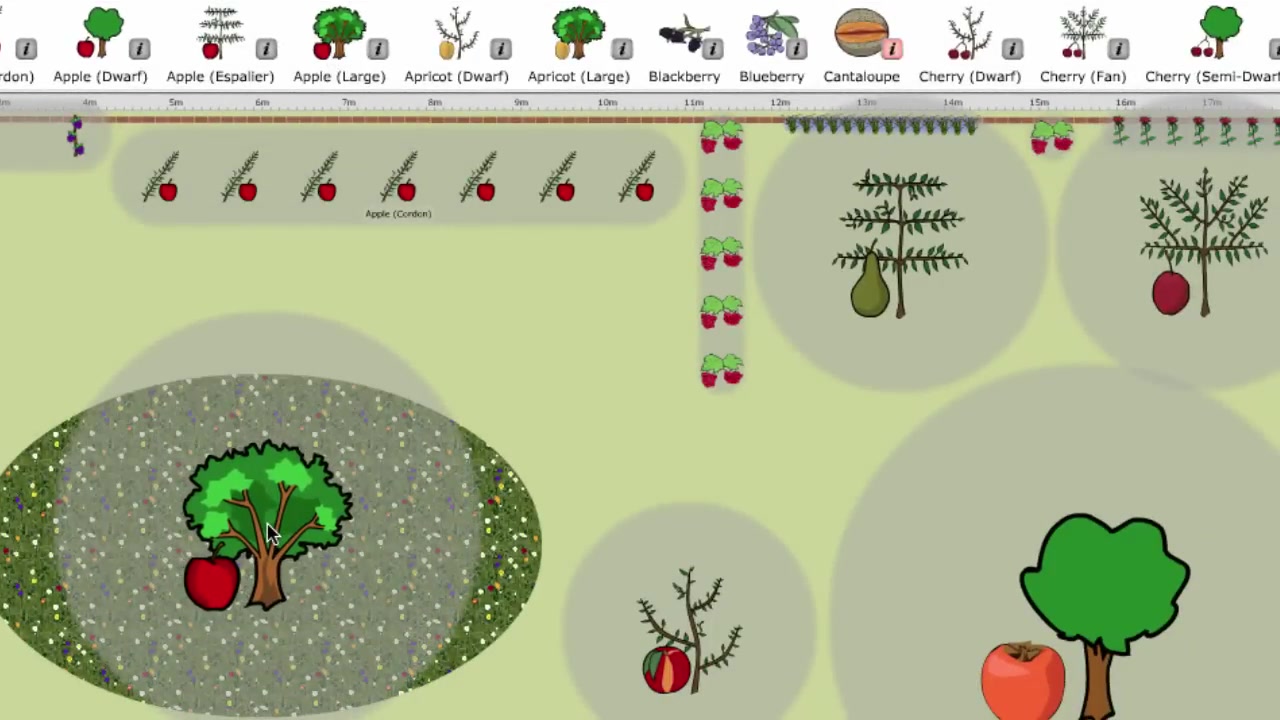 rdon) Apple (Dwarf) Apple (Espalier) Apple (Large) Apricot (Dwarf) Apricot (Large) Blackberry Blueberry Cantaloupe Cherry (Dwarf) Cherry (Fan) Cherry (Semi-Dwarf
4m 5m 6m 7m 8m 9m 10m 11m 12m 13m 14m 15m 16m 17m
Apple (Cordon)